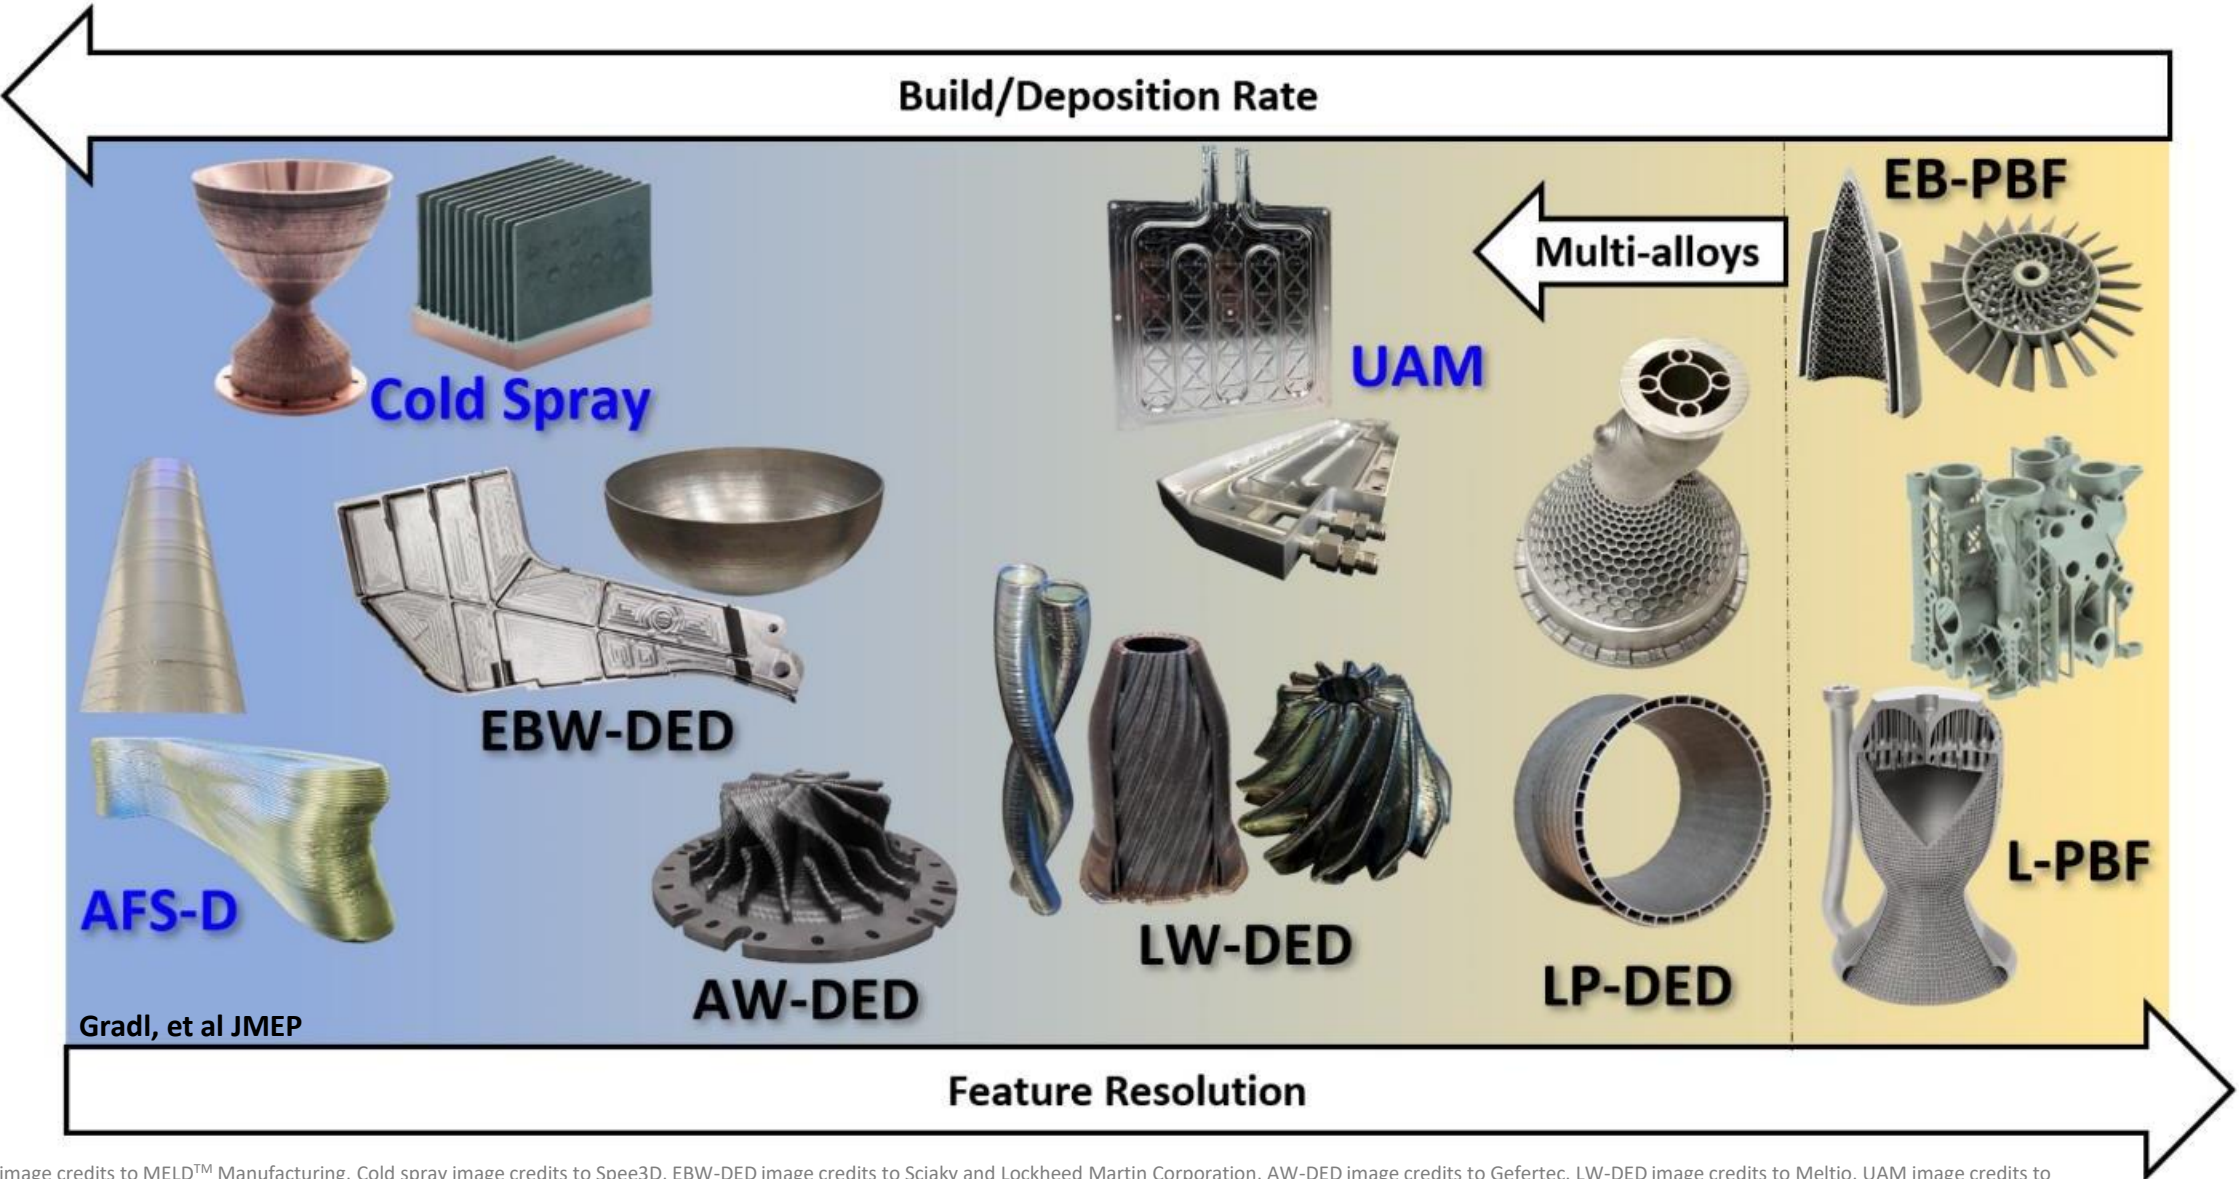 Build/Deposition Rate
EB-PBF
Multi-alloys
UAM
Cold Spray
EBW-DED
L-PBF
AFS-D
LW-DED
LP-DED
AW-DED
Gradl, et al JMEP
Feature Resolution
image credits to MELD™ Manufacturing, Cold spray image credits to Spee3D, EBW-DED image credits to Sciaky and Lockheed Martin Corporation, AW-DED image credits to Gefertec, LW-DED image credits to Meltio, UAM image credits to